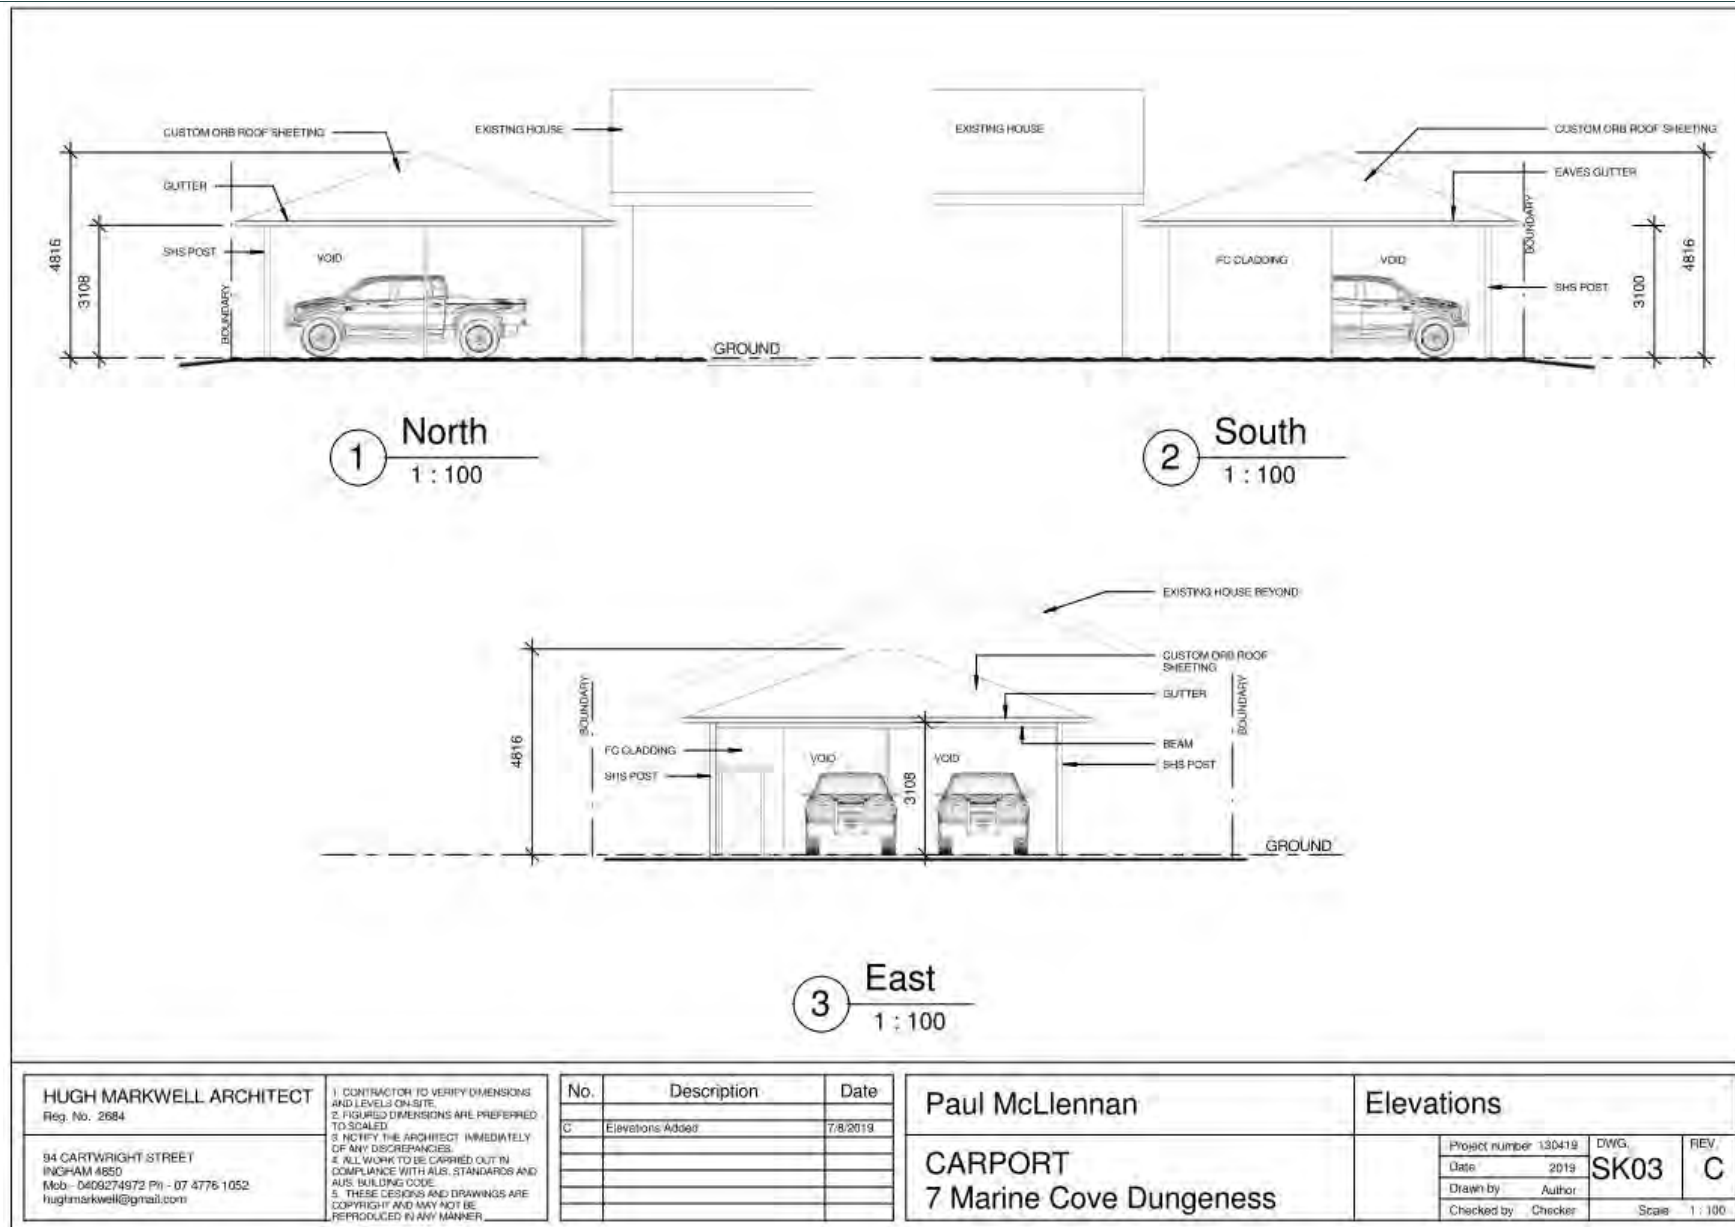 CUSTOM ORB ROOF SHEETING
EXISTING HOUSE
GUTTER
SHS POST
VOID
BOUNDARY
4816
3108
GROUND
1
North
1 : 100
EXISTING HOUSE
CUSTOM ORB ROOF SHEETING
EAVES GUTTER
BOUNDARY
FC CLADDING
VOID
SHS POST
3100
4816
2
South
1 : 100
EXISTING HOUSE BEYOND
CUSTOM ORB ROOF
SHEETING
GUTTER
BEAM
SHS POST
BOUNDARY
BOUNDARY
4816
FC CLADDING
SHS POST
VOID
VOID
3108
GROUND
3
East
1 : 100
HUGH MARKWELL ARCHITECT
Reg. No. 2684
94 CARTWRIGHT STREET
INGHAM 4850
Mob - 0409274972 PH - 07 4776 1052
hughmarkwell@gmail.com
1. CONTRACTOR TO VERIFY DIMENSIONS
AND LEVELS ON SITE.
2. FIGURED DIMENSIONS ARE PREFERRED
TO SCALED.
3. NOTIFY THE ARCHITECT IMMEDIATELY
OF ANY DISCREPANCIES.
4. ALL WORK TO BE CARRIED OUT IN
COMPLIANCE WITH AUS. STANDARDS AND
AUS. BUILDING CODE.
5. THESE DESIGNS AND DRAWINGS ARE
COPYRIGHT AND MAY NOT BE
REPRODUCED IN ANY MANNER
No. Description Date
C Elevations Added 7/8/2019
Paul McLlennan
CARPORT
7 Marine Cove Dungeness
Elevations
Project number 130419
Date 2019
Drawn by Author
Checked by Checker
DWG.
SK03
REV.
C
Scale 1 : 100